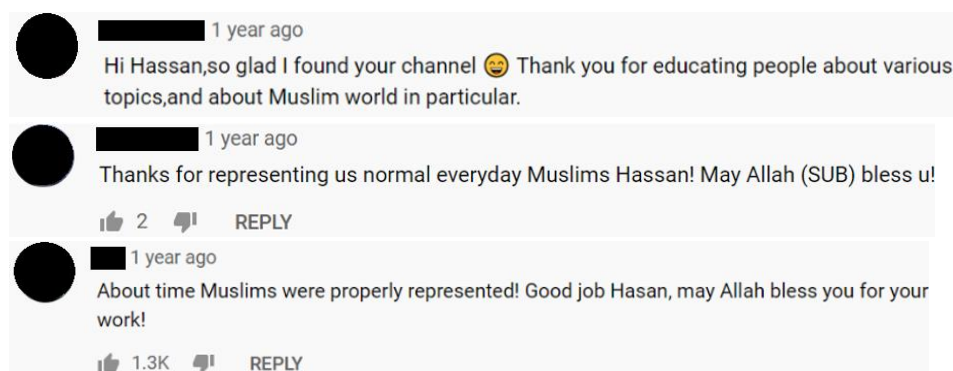 1 year ago
Hi Hassan,so glad I found your channel 😄 Thank you for educating people about various
topics,and about Muslim world in particular.
1 year ago
Thanks for representing us normal everyday Muslims Hassan! May Allah (SUB) bless u!
2 REPLY
1 year ago
About time Muslims were properly represented! Good job Hasan, may Allah bless you for your
work!
1.3K REPLY